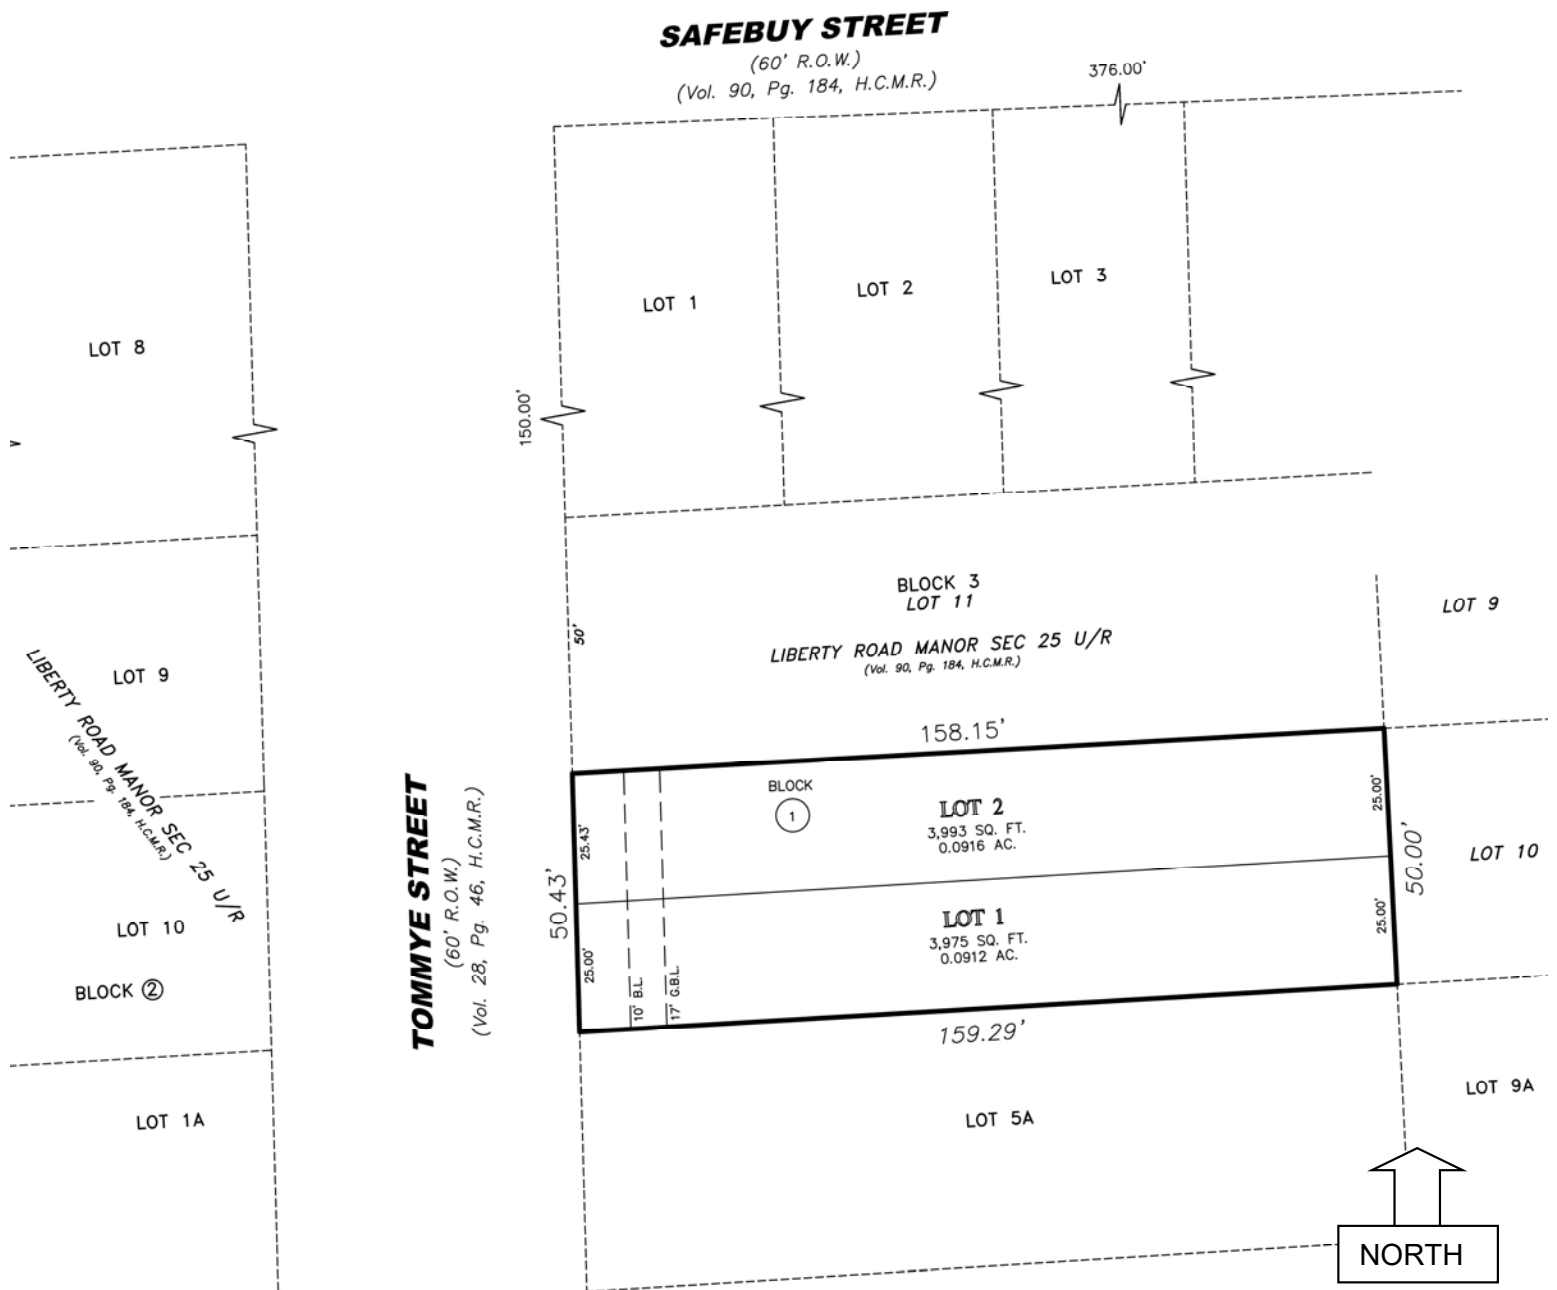 SAFEBUY STREET
(60' R.O.W.)
(Vol. 90, Pg. 184, H.C.M.R.)
376.00'
LOT 8
LOT 1
LOT 2
LOT 3
150.00'
BLOCK 3
LOT 11
LIBERTY ROAD MANOR SEC 25 U/R
(Vol. 90, Pg. 184, H.C.M.R.)
50'
LOT 9
LOT 9
LIBERTY ROAD MANOR SEC 25 U/R
(Vol. 90, Pg. 184, H.C.M.R.)
158.15'
TOMMYE STREET
(60' R.O.W.)
(Vol. 28, Pg. 46, H.C.M.R.)
BLOCK
1
LOT 2
3,993 SQ. FT.
0.0916 AC.
25.43'
25.00'
50.43'
50.00'
LOT 10
LOT 1
3,975 SQ. FT.
0.0912 AC.
25.00'
25.00'
10' B.L.
17' G.B.L.
159.29'
LOT 10
BLOCK 2
LOT 1A
LOT 5A
LOT 9A
NORTH